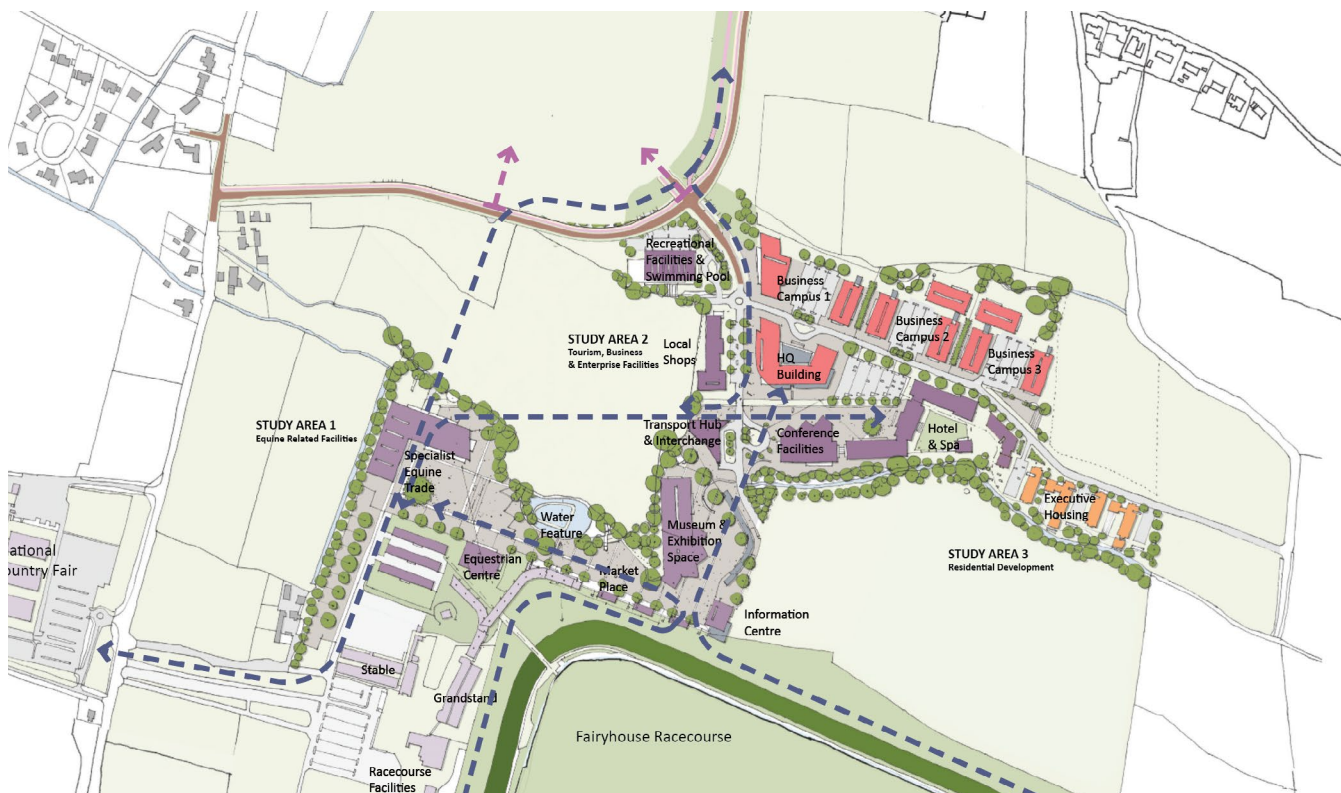 Recreational
Facilities &
Swimming Pool
Business
Campus 1
Business
Campus 2
Business
Campus 3
STUDY AREA 2
Tourism, Business
& Enterprise Facilities
Local
Shops
HQ
Building
STUDY AREA 1
Equine Related Facilities
Transport Hub
& Interchange
Conference
Facilities
Hotel
& Spa
Specialist
Equine
Trade
Executive
Housing
Water
Feature
Museum &
Exhibition
Space
STUDY AREA 3
Residential Development
ational
ountry Fair
Equestrian
Centre
Market
Place
Information
Centre
Stable
Grandstand
Fairyhouse Racecourse
Racecourse
Facilities